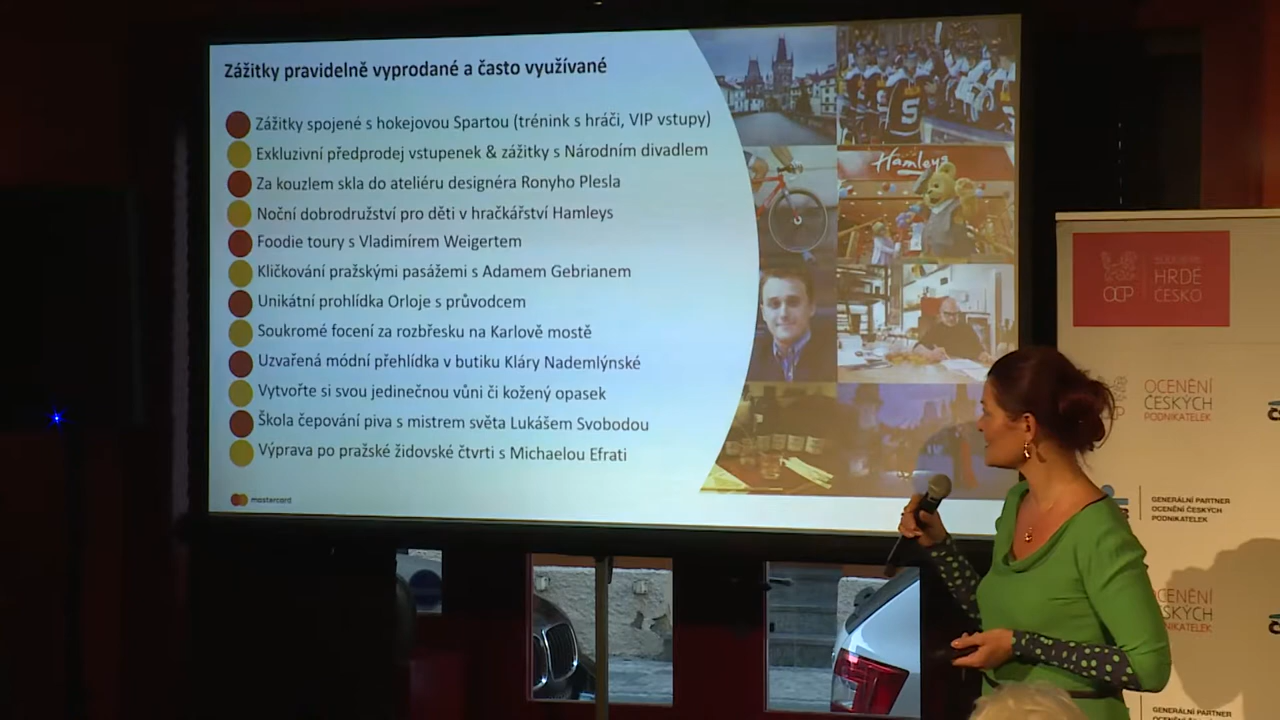 Zážitky pravidelně vyprodané a často využívané
Zážitky spojené s hokejovou Spartou (trénink s hráči, VIP vstupy)
Exkluzivní předprodej vstupenek & zážitky s Národním divadlem
Za kouzlem skla do ateliéru designéra Ronyho Plesla
Noční dobrodružství pro děti v hračkářství Hamleys
Foodie toury s Vladimírem Weigertem
Kličkování pražskými pasážemi s Adamem Gebrianem
Unikátní prohlídka Orloje s průvodcem
Soukromé focení za rozbřesku na Karlově mostě
Uzvařená módní přehlídka v butiku Kláry Nademlýnské
Vytvořte si svou jedinečnou vůni či kožený opasek
Škola čepování piva s mistrem světa Lukášem Svobodou
Výprava po pražské židovské čtvrti s Michaelou Efrati
mastercard
Hamleys
S
OCP
HRDÉ
ČESKO
OCENĚNÍ
ČESKÝCH
PODNIKATELEK
GENERÁLNÍ PARTNER
OCENĚNÍ ČESKÝCH
PODNIKATELEK
OCENĚNÍ
GENERÁLNÍ PARTNER